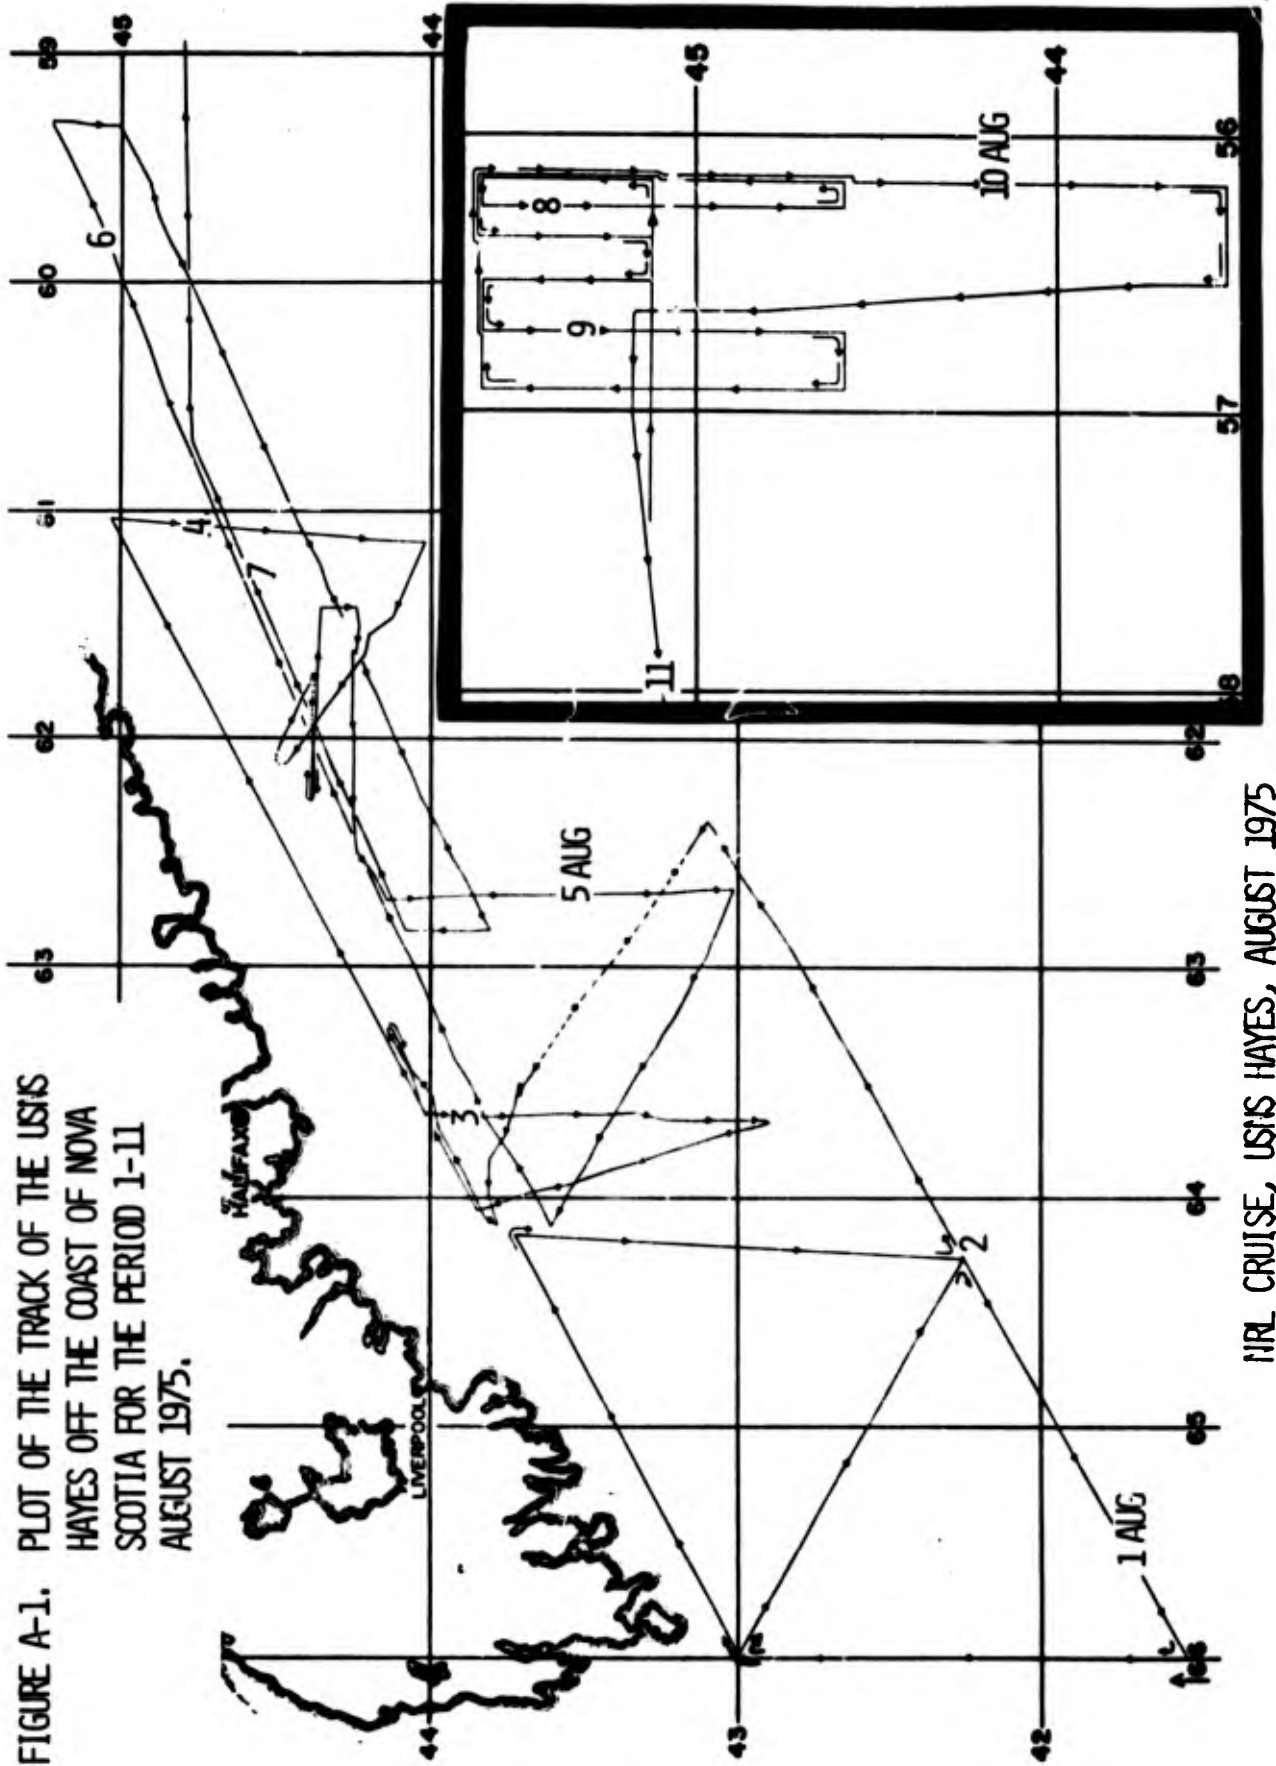 FIGURE A-1. PLOT OF THE TRACK OF THE USNS
HAYES OFF THE COAST OF NOVA
SCOTIA FOR THE PERIOD 1-11
AUGUST 1975.
HALIFAX
LIVERPOOL
59
60
61
62
63
64
65
66
45
44
44
43
42
62
63
1 AUG
2
3
4
5 AUG
6
7
45
44
56
57
58
8
9
10 AUG
11
NRL CRUISE, USNS HAYES, AUGUST 1975